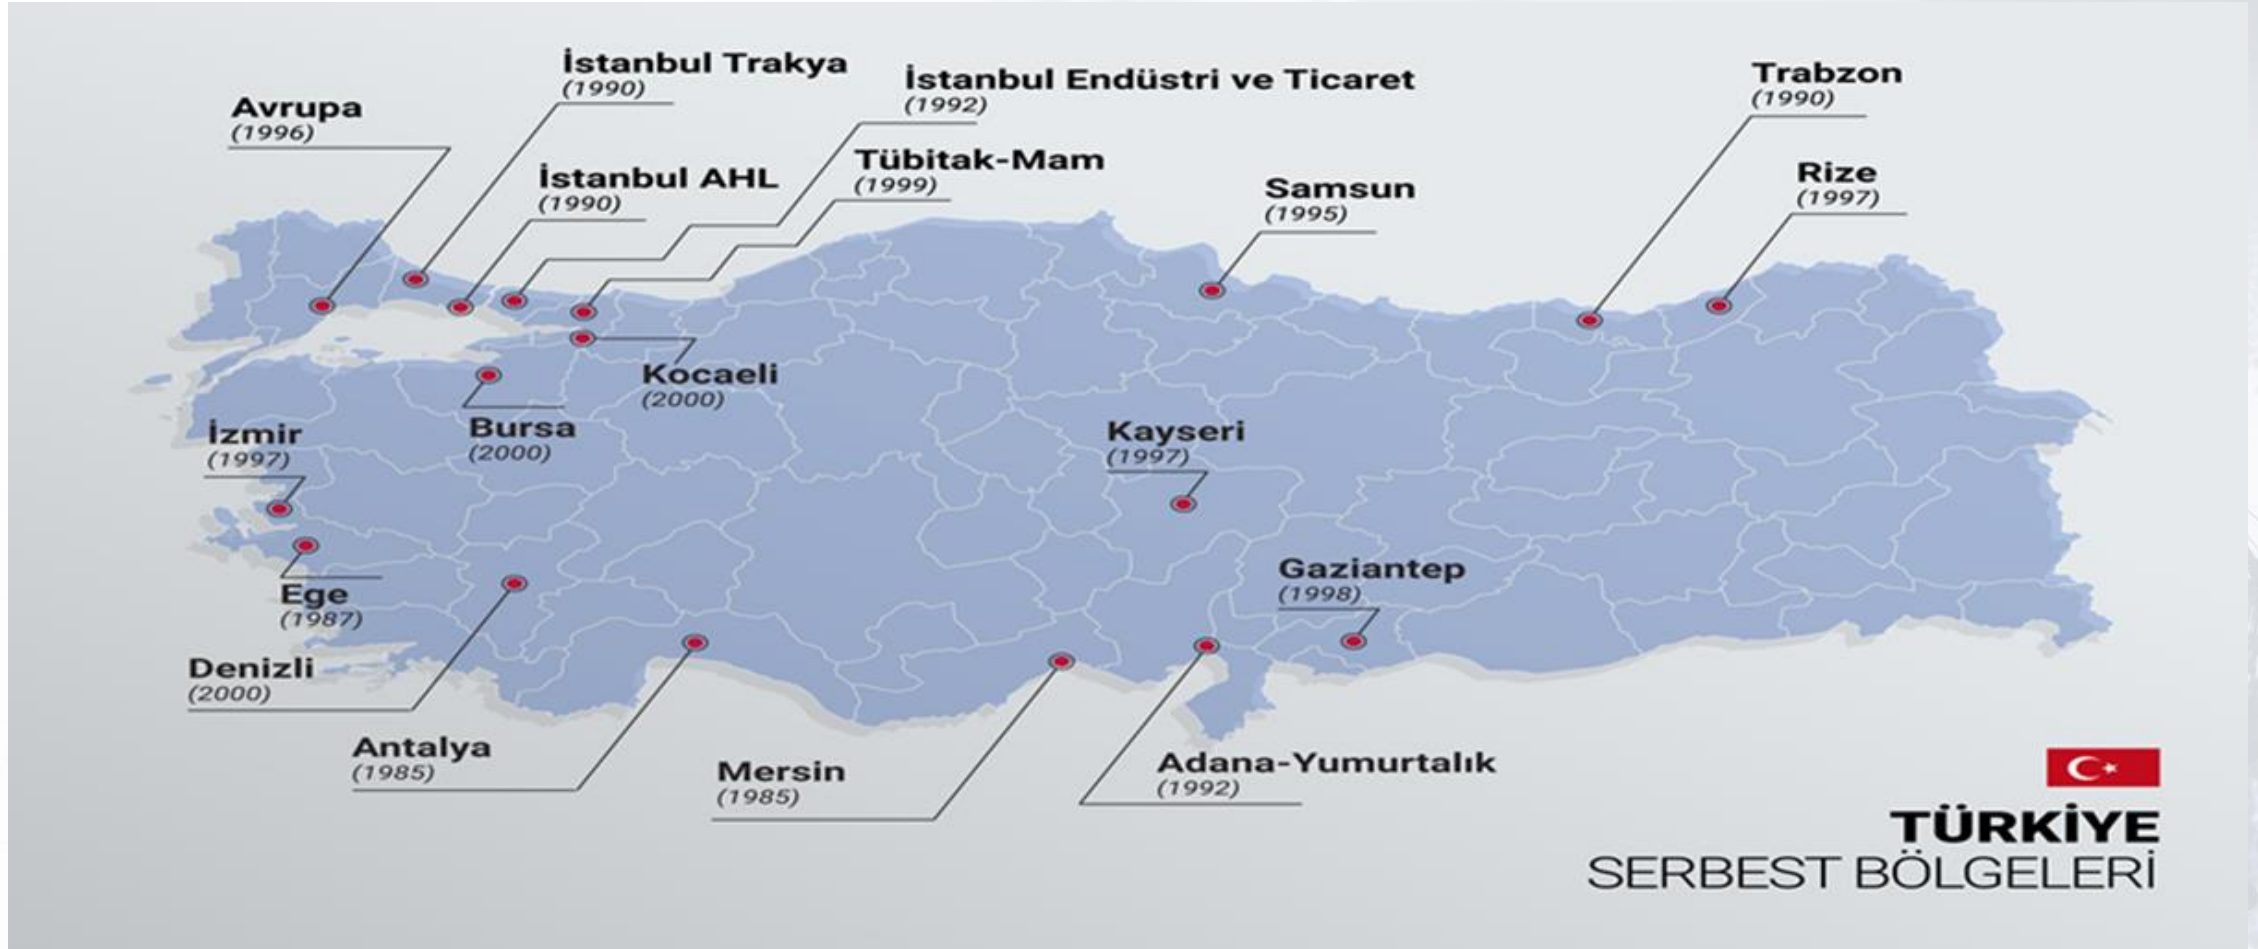 İstanbul Trakya
(1990)
İstanbul Endüstri ve Ticaret
(1992)
Trabzon
(1990)
Avrupa
(1996)
İstanbul AHL
(1990)
Tübitak-Mam
(1999)
Samsun
(1995)
Rize
(1997)
Kocaeli
(2000)
Bursa
(2000)
İzmir
(1997)
Kayseri
(1997)
Ege
(1987)
Gaziantep
(1998)
Denizli
(2000)
Antalya
(1985)
Mersin
(1985)
Adana-Yumurtalık
(1992)
TÜRKİYE
SERBEST BÖLGELERİ